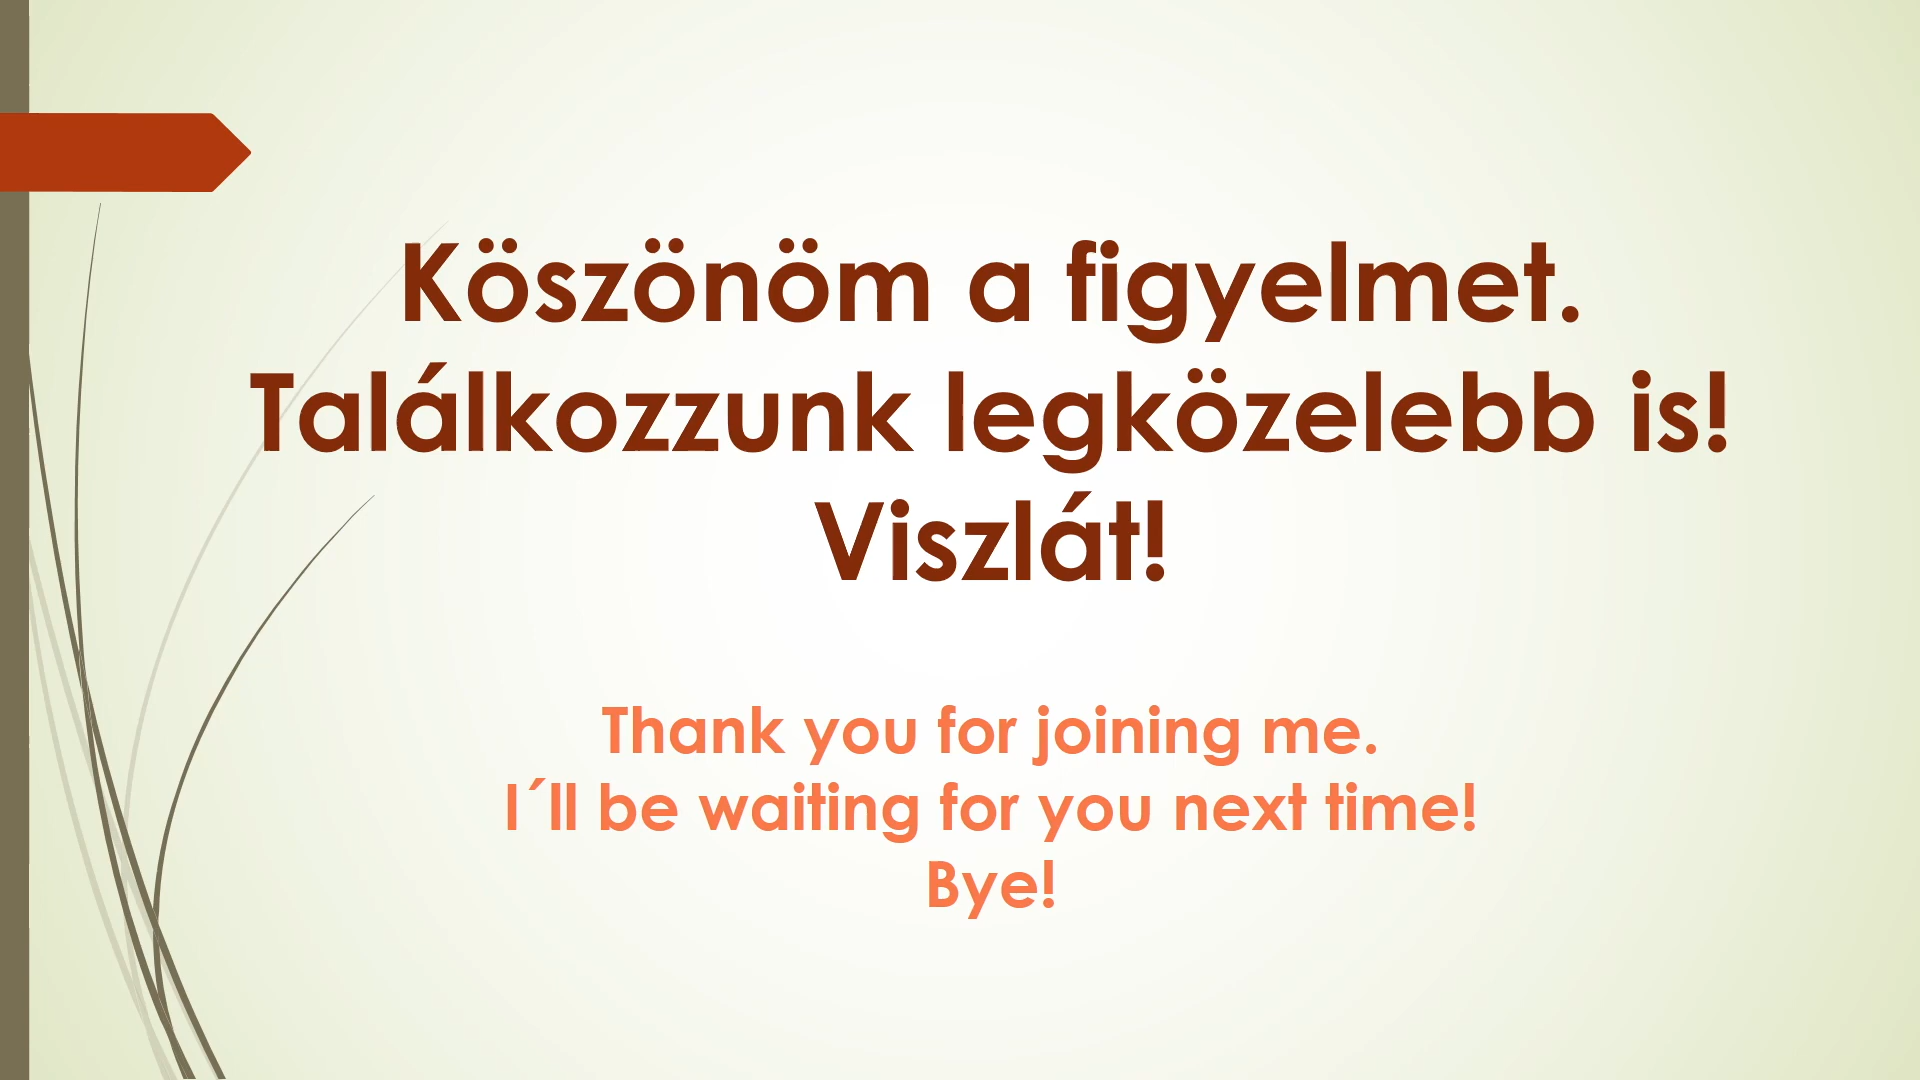 Köszönöm a figyelmet.
Találkozzunk legközelebb is!
Viszlát!
Thank you for joining me.
I´ll be waiting for you next time!
Bye!